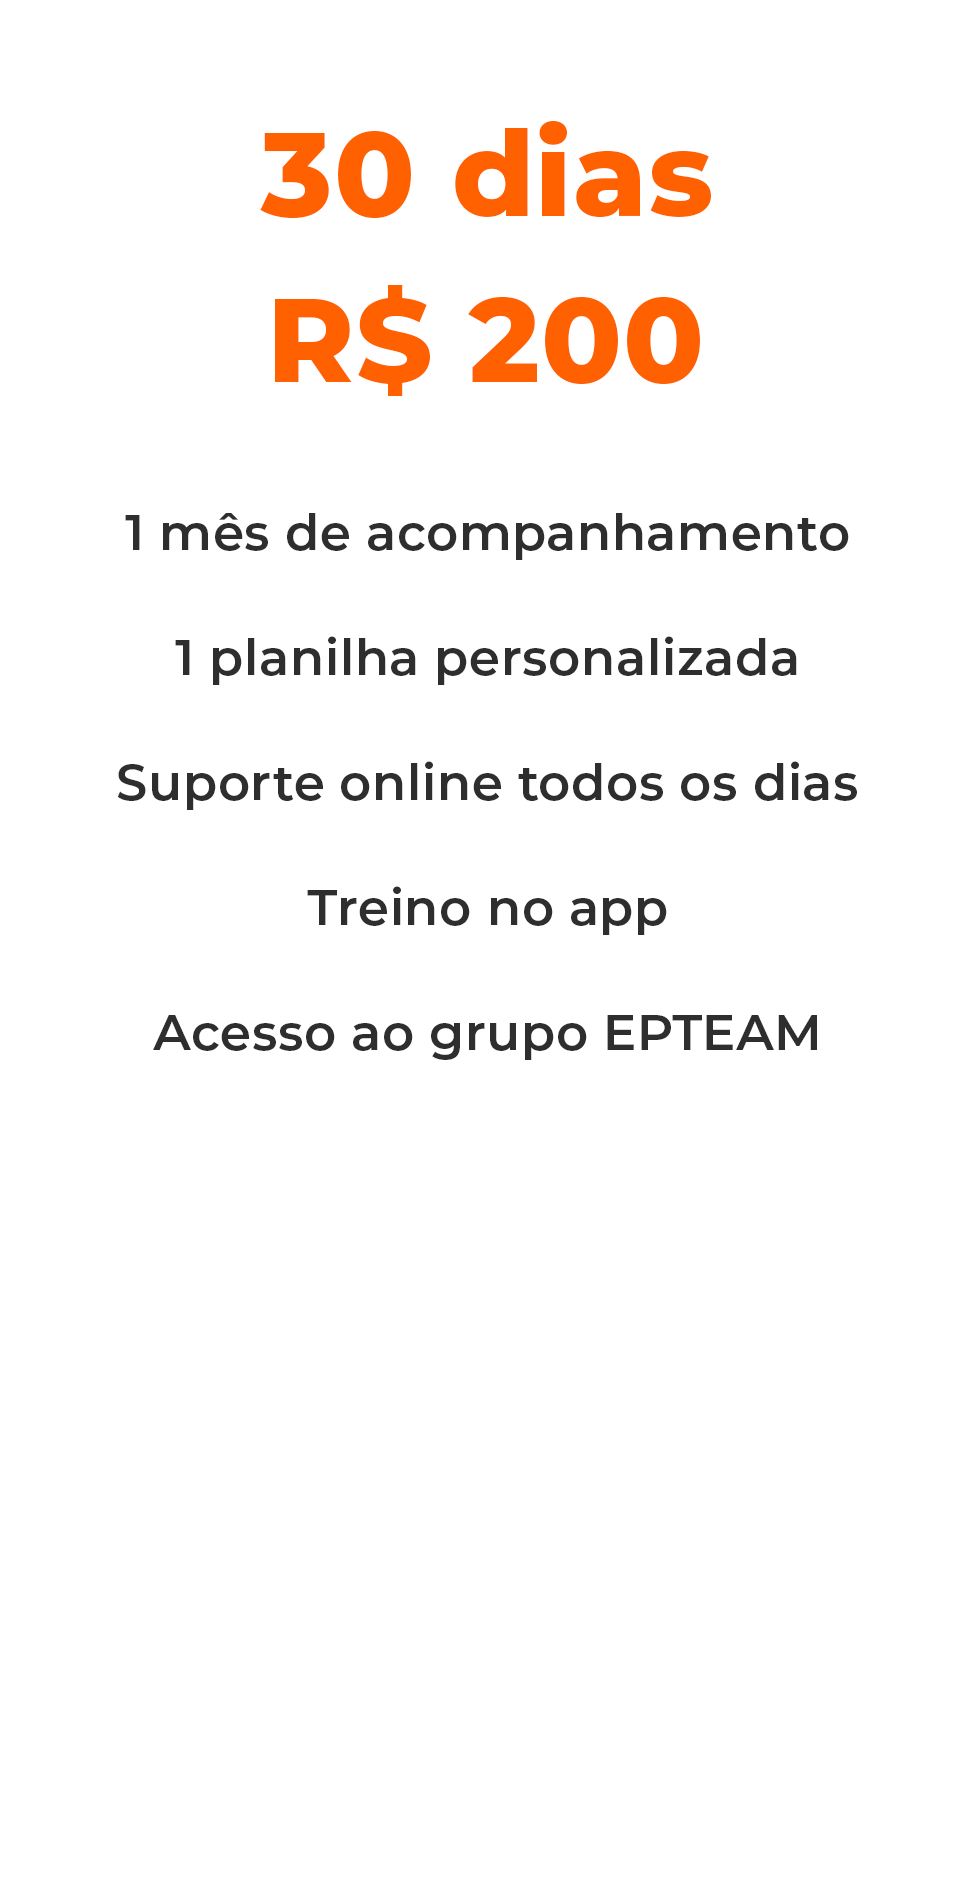 30 dias
R$ 200
1 mês de acompanhamento
1 planilha personalizada
Suporte online todos os dias
Treino no app
Acesso ao grupo EPTEAM